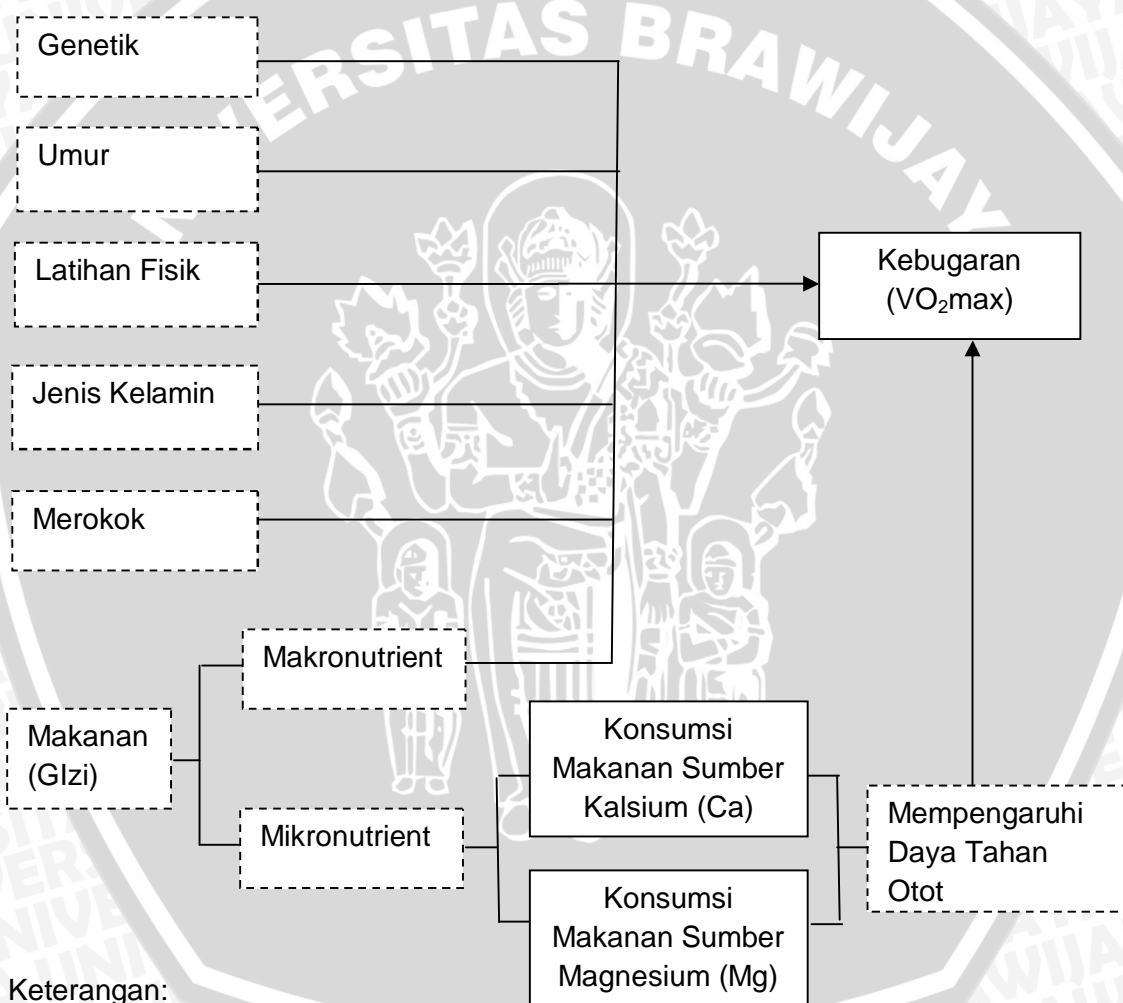 VERSITAS BRAWIJAY
Genetik
Umur
Latihan Fisik
Kebugaran
(VO₂max)
Jenis Kelamin
Merokok
Makronutrient
Makanan
(GIzi)
Konsumsi
Makanan Sumber
Kalsium (Ca)
Mikronutrient
Mempengaruhi
Daya Tahan
Otot
Konsumsi
Makanan Sumber
Magnesium (Mg)
Keterangan: